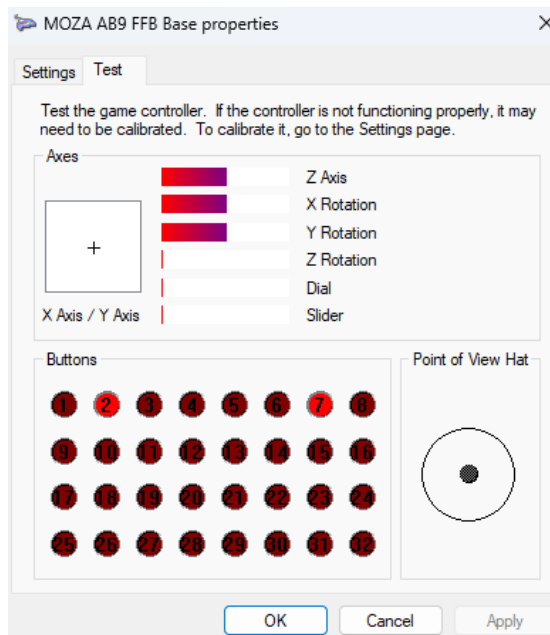 MOZA AB9 FFB Base properties
Settings Test
Test the game controller. If the controller is not functioning properly, it may
need to be calibrated. To calibrate it, go to the Settings page.
Axes
Z Axis
X Rotation
Y Rotation
Z Rotation
Dial
X Axis / Y Axis
Slider
Buttons
1 2 3 4 5 6 7 8
9 10 11 12 13 14 15 16
17 18 19 20 21 22 23 24
25 26 27 28 29 30 31 32
Point of View Hat
OK Cancel Apply